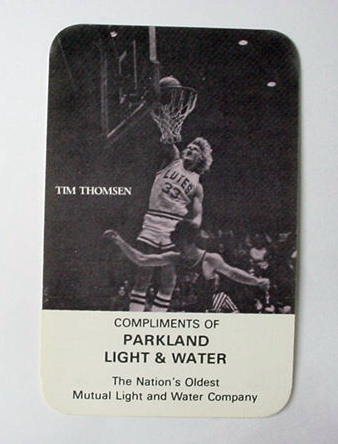 LUTES
33
TIM THOMSEN
COMPLIMENTS OF
PARKLAND
LIGHT & WATER
The Nation's Oldest
Mutual Light and Water Company